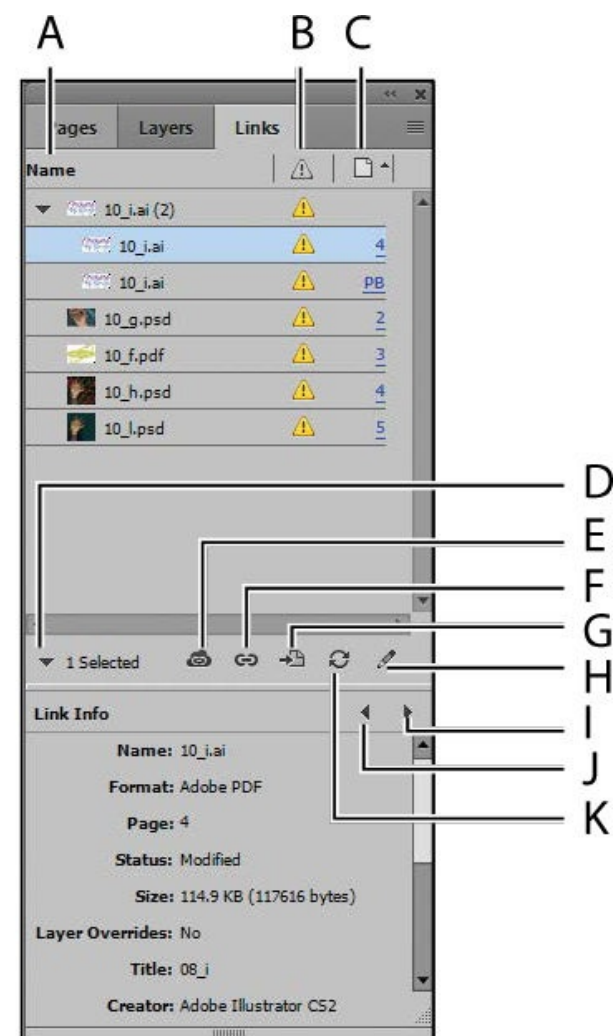 A B C
Pages Layers Links
Name
10_i.ai (2)
10_i.ai 4
10_i.ai PB
10_g.psd 2
10_f.pdf 3
10_h.psd 4
10_l.psd 5
D
E
F
G
1 Selected
H
Link Info
I
Name: 10_i.ai
J
Format: Adobe PDF
K
Page: 4
Status: Modified
Size: 114.9 KB (117616 bytes)
Layer Overrides: No
Title: 08_i
Creator: Adobe Illustrator CS2